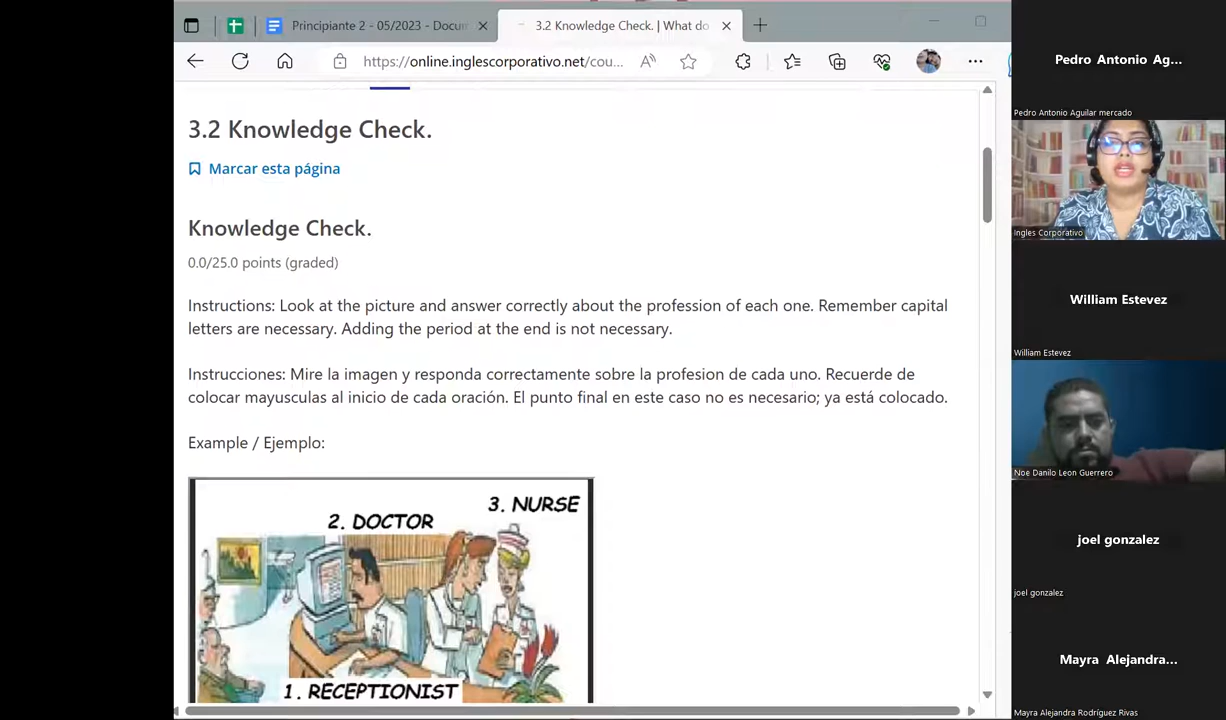 Principiante 2 - 05/2023 - Docum
3.2 Knowledge Check. | What do
https://online.inglescorporativo.net/cou...
3.2 Knowledge Check.
Marcar esta página
Knowledge Check.
0.0/25.0 points (graded)
Instructions: Look at the picture and answer correctly about the profession of each one. Remember capital
letters are necessary. Adding the period at the end is not necessary.
Instrucciones: Mire la imagen y responda correctamente sobre la profesion de cada uno. Recuerde de
colocar mayusculas al inicio de cada oración. El punto final en este caso no es necesario; ya está colocado.
Example / Ejemplo:
3. NURSE
2. DOCTOR
1. RECEPTIONIST
Pedro Antonio Ag...
Pedro Antonio Aguilar mercado
Ingles Corporativo
William Estevez
William Estevez
Noe Danilo Leon Guerrero
joel gonzalez
joel gonzalez
Mayra Alejandra...
Mayra Alejandra Rodríguez Rivas